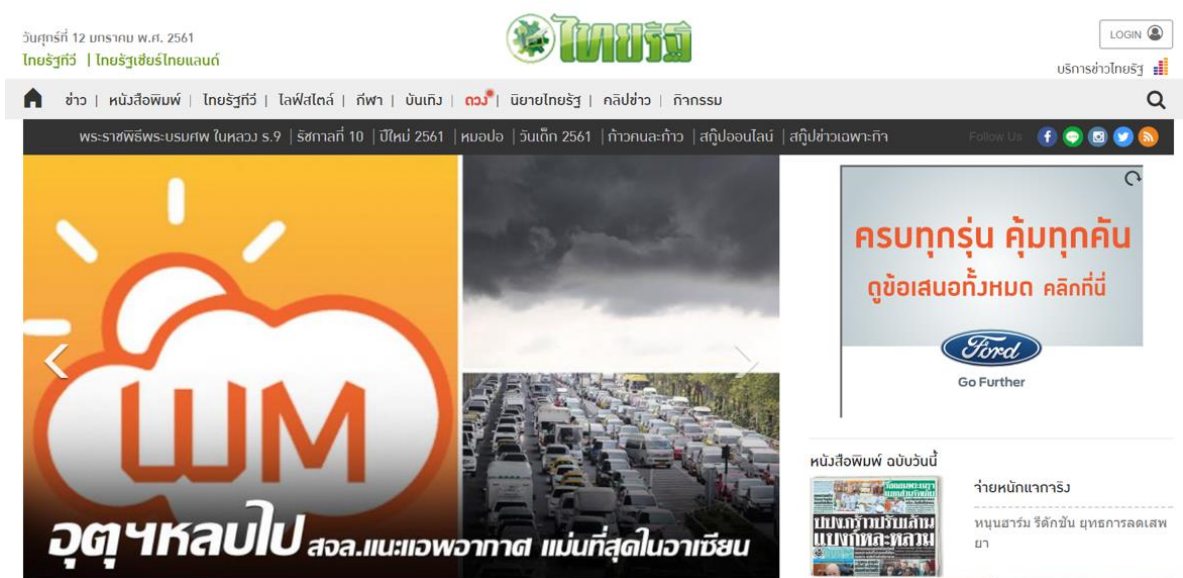 วันศุกร์ที่ 12 มกราคม พ.ศ. 2561
ไทยรัฐทีวี | ไทยรัฐเชียร์ไทยแลนด์
ไทยรัฐ
LOGIN
บริการข่าวไทยรัฐ
ข่าว | หนังสือพิมพ์ | ไทยรัฐทีวี | ไลฟ์สไตล์ | กีฬา | บันเทิง | ดวง | นิยายไทยรัฐ | คลิปข่าว | กิจกรรม
พระราชพิธีพระบรมศพ ในหลวง ร.9 | รัชกาลที่ 10 | ปีใหม่ 2561 | หมอปอ | วันเด็ก 2561 | ก้าวคนละก้าว | สกู๊ปออนไลน์ | สกู๊ปข่าวเฉพาะกิจ
Follow Us
พM
อุตุฯหลบไป สจล.แนะแอพอากาศ แม่นที่สุดในอาเซียน
ครบทุกรุ่น คุ้มทุกคัน
ดูข้อเสนอทั้งหมด คลิกที่นี่
Ford
Go Further
หนังสือพิมพ์ ฉบับวันนี้
จ่ายหนักแจกจริง
หนุนฮาร์ม รีดักชัน ยุทธการลดเสพ
ยา